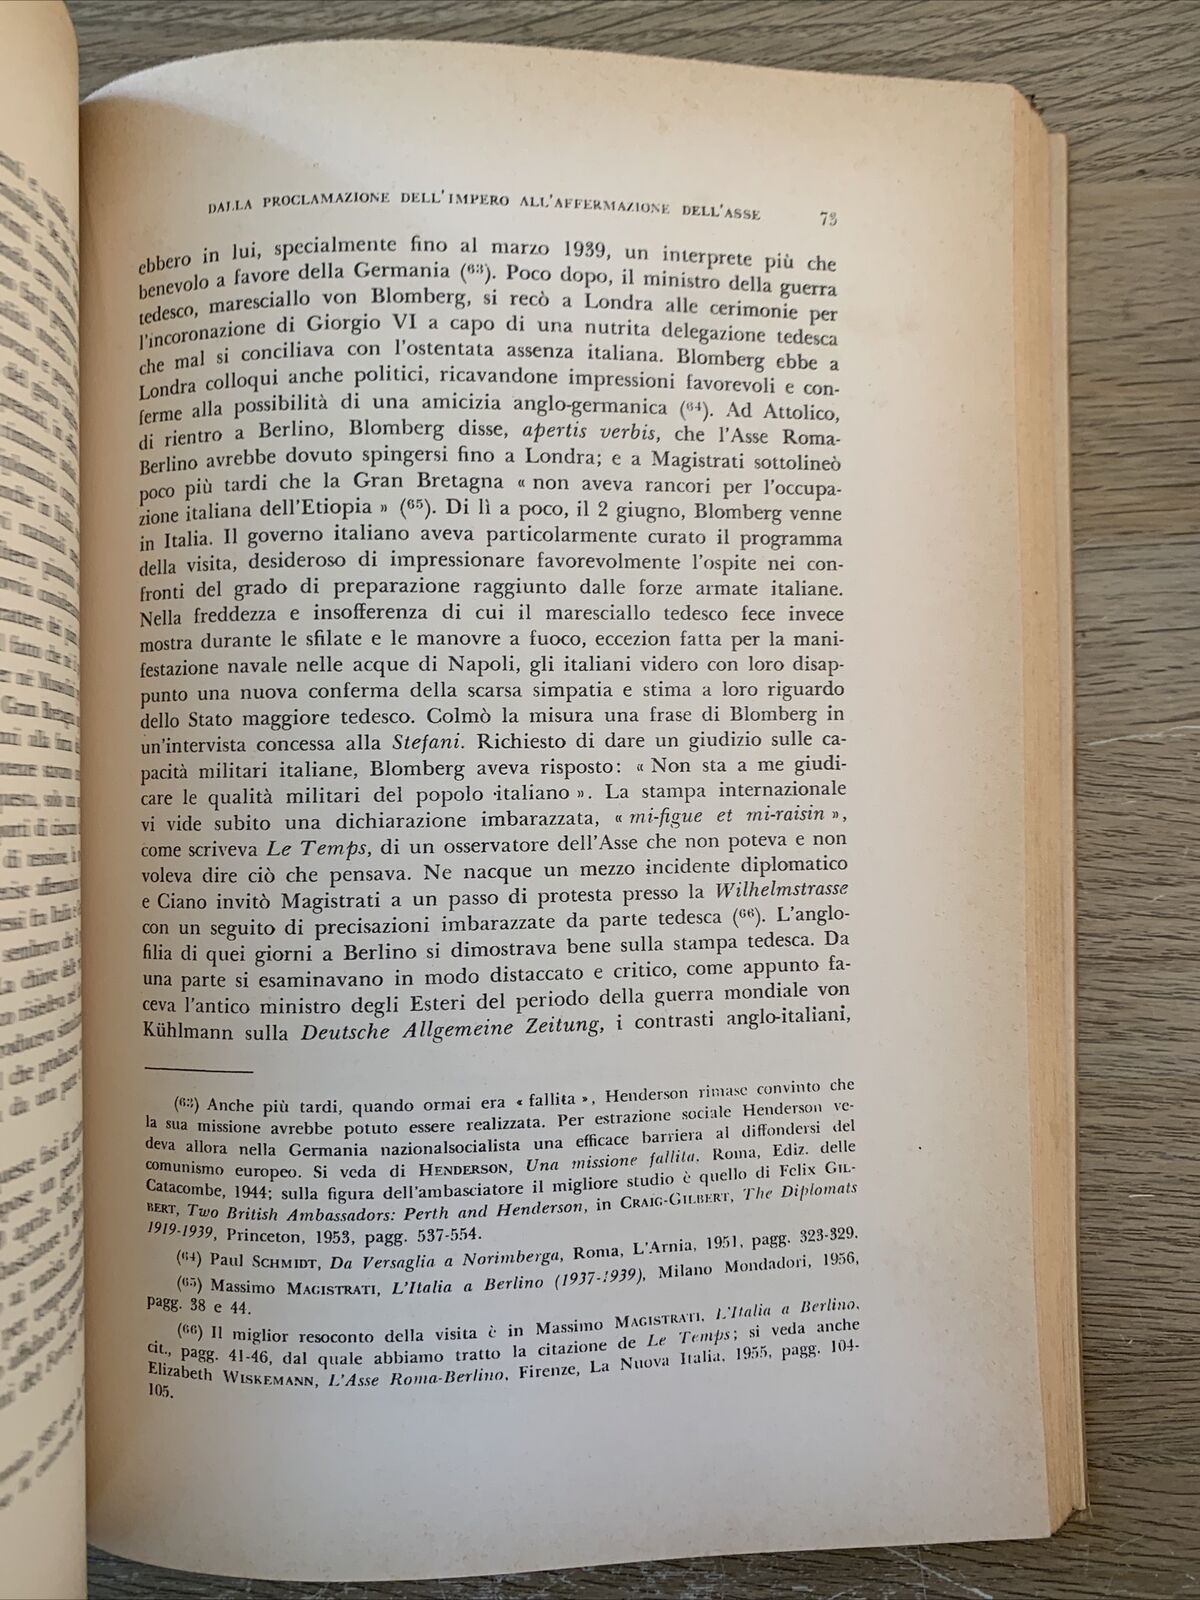 DALLA PROCLAMAZIONE DELL'IMPERO ALL'AFFERMAZIONE DELL'ASSE 73
ebbero in lui, specialmente fino al marzo 1939, un interprete più che
benevolo a favore della Germania (63). Poco dopo, il ministro della guerra
tedesco, maresciallo von Blomberg, si recò a Londra alle cerimonie per
l'incoronazione di Giorgio VI a capo di una nutrita delegazione tedesca
che mal si conciliava con l'ostentata assenza italiana. Blomberg ebbe a
Londra colloqui anche politici, ricavandone impressioni favorevoli e con-
ferme alla possibilità di una amicizia anglo-germanica (64). Ad Attolico,
di rientro a Berlino, Blomberg disse, apertis verbis, che l'Asse Roma-
Berlino avrebbe dovuto spingersi fino a Londra; e a Magistrati sottolineò
poco più tardi che la Gran Bretagna « non aveva rancori per l'occupa-
zione italiana dell'Etiopia » (65). Di lì a poco, il 2 giugno, Blomberg venne
in Italia. Il governo italiano aveva particolarmente curato il programma
della visita, desideroso di impressionare favorevolmente l'ospite nei con-
fronti del grado di preparazione raggiunto dalle forze armate italiane.
Nella freddezza e insofferenza di cui il maresciallo tedesco fece invece
mostra durante le sfilate e le manovre a fuoco, eccezion fatta per la mani-
festazione navale nelle acque di Napoli, gli italiani videro con loro disap-
punto una nuova conferma della scarsa simpatia e stima a loro riguardo
dello Stato maggiore tedesco. Colmò la misura una frase di Blomberg in
un'intervista concessa alla Stefani. Richiesto di dare un giudizio sulle ca-
pacità militari italiane, Blomberg aveva risposto: « Non sta a me giudi-
care le qualità militari del popolo italiano ». La stampa internazionale
vi vide subito una dichiarazione imbarazzata, « mi-figue et mi-raisin »,
come scriveva Le Temps, di un osservatore dell'Asse che non poteva e non
voleva dire ciò che pensava. Ne nacque un mezzo incidente diplomatico
e Ciano invitò Magistrati a un passo di protesta presso la Wilhelmstrasse
con un seguito di precisazioni imbarazzate da parte tedesca (66). L'anglo-
filia di quei giorni a Berlino si dimostrava bene sulla stampa tedesca. Da
una parte si esaminavano in modo distaccato e critico, come appunto fa-
ceva l'antico ministro degli Esteri del periodo della guerra mondiale von
Kühlmann sulla Deutsche Allgemeine Zeitung, i contrasti anglo-italiani,
(63) Anche più tardi, quando ormai era « fallita », Henderson rimase convinto che
la sua missione avrebbe potuto essere realizzata. Per estrazione sociale Henderson ve-
deva allora nella Germania nazionalsocialista una efficace barriera al diffondersi del
comunismo europeo. Si veda di HENDERSON, Una missione fallita, Roma, Ediz. delle
Catacombe, 1944; sulla figura dell'ambasciatore il migliore studio è quello di Felix GIL-
BERT, Two British Ambassadors: Perth and Henderson, in CRAIG-GILBERT, The Diplomats
1919-1939, Princeton, 1953, pagg. 537-554.
(64) Paul SCHMIDT, Da Versaglia a Norimberga, Roma, L'Arnia, 1951, pagg. 323-329.
(65) Massimo MAGISTRATI, L'Italia a Berlino (1937-1939), Milano Mondadori, 1956,
pagg. 38 e 44.
(66) Il miglior resoconto della visita è in Massimo MAGISTRATI, L'Italia a Berlino,
cit., pagg. 41-46, dal quale abbiamo tratto la citazione de Le Temps; si veda anche
Elizabeth WISKEMANN, L'Asse Roma-Berlino, Firenze, La Nuova Italia, 1955, pagg. 104-
105.